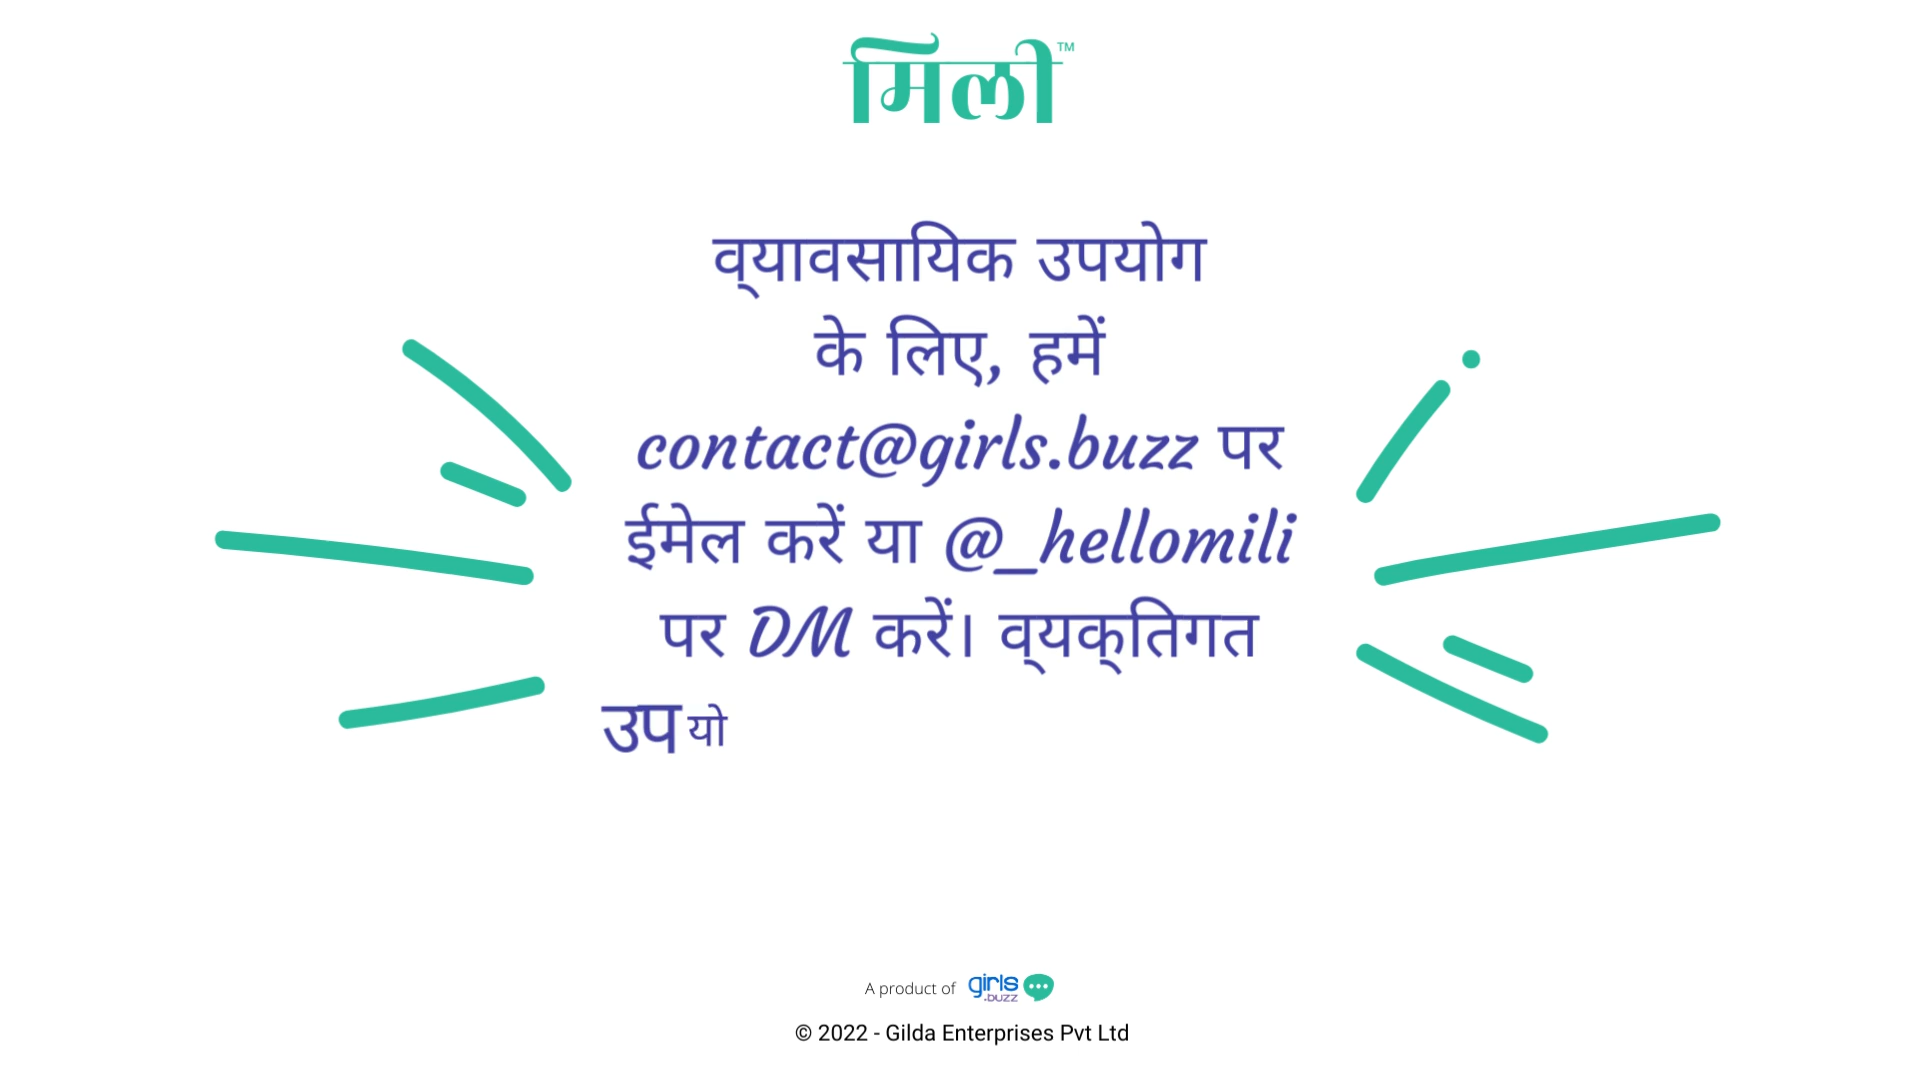 मिली™
व्यावसायिक उपयोग
के लिए, हमें
contact@girls.buzz पर
ईमेल करें या @_hellomili
पर DM करें। व्यक्तिगत
उपयो
A product of girls.buzz
© 2022 - Gilda Enterprises Pvt Ltd